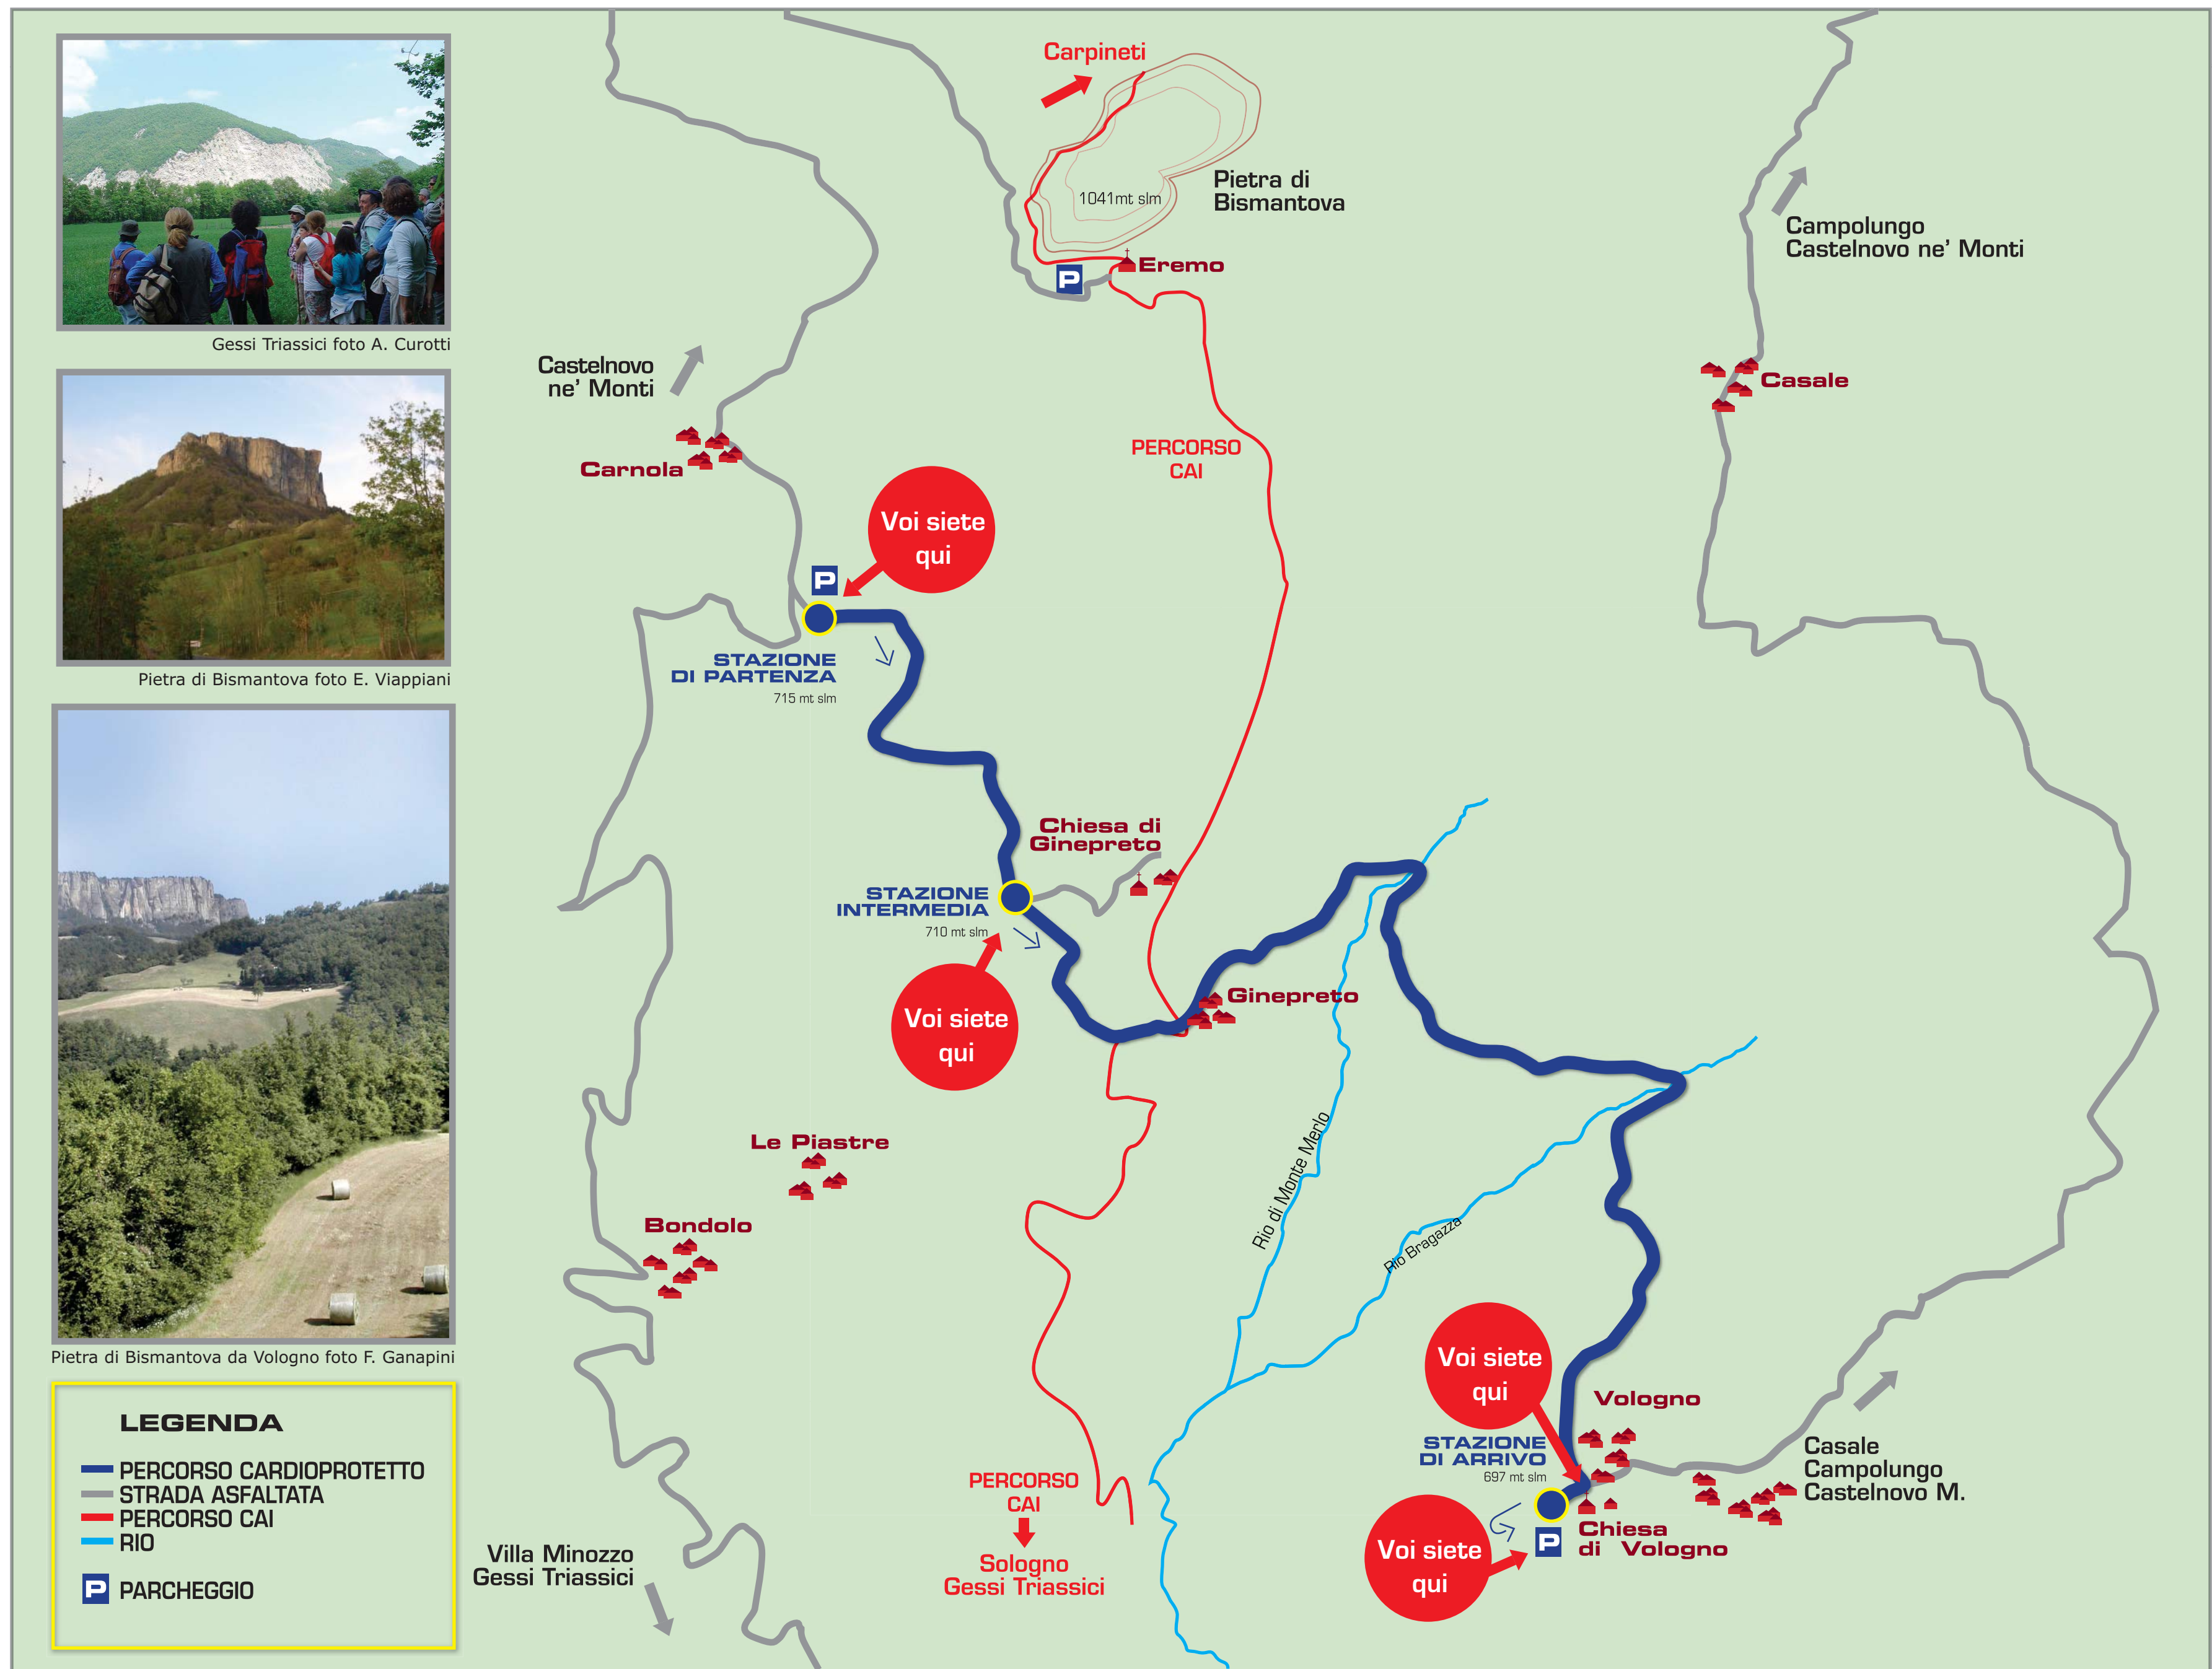 Gessi Triassici foto A. Curotti
Pietra di Bismantova foto E. Viappiani
Pietra di Bismantova da Vologno foto F. Ganapini
LEGENDA
PERCORSO CARDIOPROTETTO
STRADA ASFALTATA
PERCORSO CAI
RIO
P PARCHEGGIO
Carpineti
1041mt slm
Pietra di
Bismantova
P
Eremo
Campolungo
Castelnovo ne' Monti
Casale
Castelnovo
ne' Monti
Carnola
PERCORSO
CAI
Voi siete
qui
P
STAZIONE
DI PARTENZA
715 mt slm
Chiesa di
Ginepreto
STAZIONE
INTERMEDIA
710 mt slm
Voi siete
qui
Ginepreto
Le Piastre
Bondolo
Rio di Monte Merlo
Rio Bragazza
Voi siete
qui
Vologno
STAZIONE
DI ARRIVO
697 mt slm
Casale
Campolungo
Castelnovo M.
PERCORSO
CAI
Sologno
Gessi Triassici
Voi siete
qui
P
Chiesa
di Vologno
Villa Minozzo
Gessi Triassici